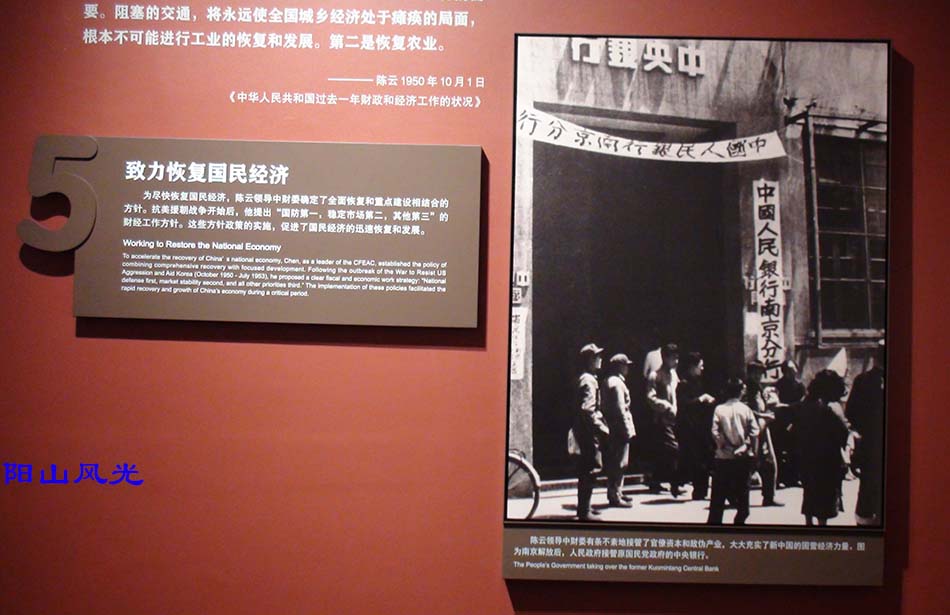 要。阻塞的交通，将永远使全国城乡经济处于瘫痪的局面，
根本不可能进行工业的恢复和发展。第二是恢复农业。
——陈云1950年10月1日
《中华人民共和国过去一年财政和经济工作的状况》
5
致力恢复国民经济
为尽快恢复国民经济，陈云领导中财委确定了全面恢复和重点建设相结合的
方针。抗美援朝战争开始后，他提出“国防第一，稳定市场第二，其他第三”的
财经工作方针。这些方针政策的实施，促进了国民经济的迅速恢复和发展。
Working to Restore the National Economy
To accelerate the recovery of China' s national economy, Chen, as a leader of the CFEAC, established the policy of
combining comprehensive recovery with focused development. Following the outbreak of the War to Resist US
Aggression and Aid Korea (October 1950 - July 1953), he proposed a clear fiscal and economic work strategy: "National
defense first, market stability second, and all other priorities third." The implementation of these policies facilitated the
rapid recovery and growth of China's economy during a critical period.
行銀央中
行分京南行銀民人國中
中國人民銀行南京分行
陈云领导中财委有条不紊地接管了官僚资本和敌伪产业，大大充实了新中国的国营经济力量。图
为南京解放后，人民政府接管原国民党政府的中央银行。
The People's Government taking over the former Kunmintang Central Bank
阳山风光